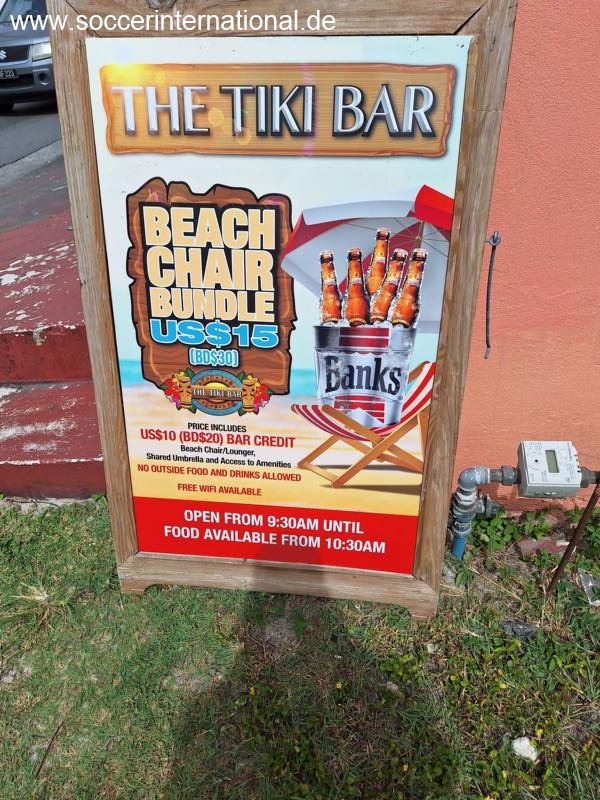 www.soccerinternational.de
THE TIKI BAR
BEACH
CHAIR
BUNDLE
US$15
(BD$30)
THE TIKI BAR
Banks
PRICE INCLUDES
US$10 (BD$20) BAR CREDIT
Beach Chair/Lounger,
Shared Umbrella and Access to Amenities
NO OUTSIDE FOOD AND DRINKS ALLOWED
FREE WIFI AVAILABLE
OPEN FROM 9:30AM UNTIL
FOOD AVAILABLE FROM 10:30AM